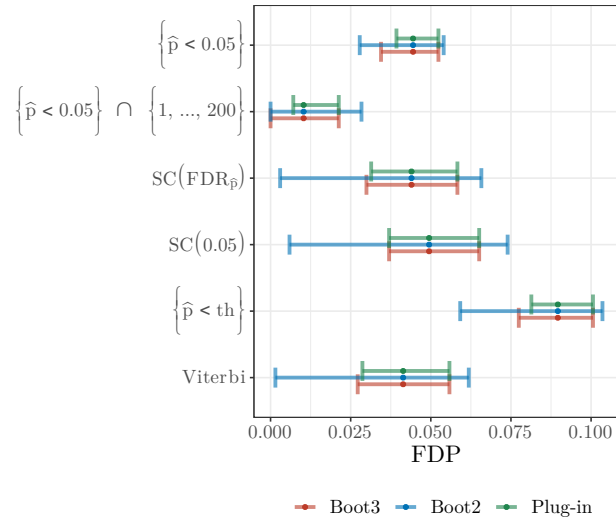 {p̂ < 0.05}
{p̂ < 0.05} ∩ {1, ..., 200}
SC(FDR_p̂)
SC(0.05)
{p̂ < th}
Viterbi
0.000 0.025 0.050 0.075 0.100
FDP
Boot3 Boot2 Plug-in